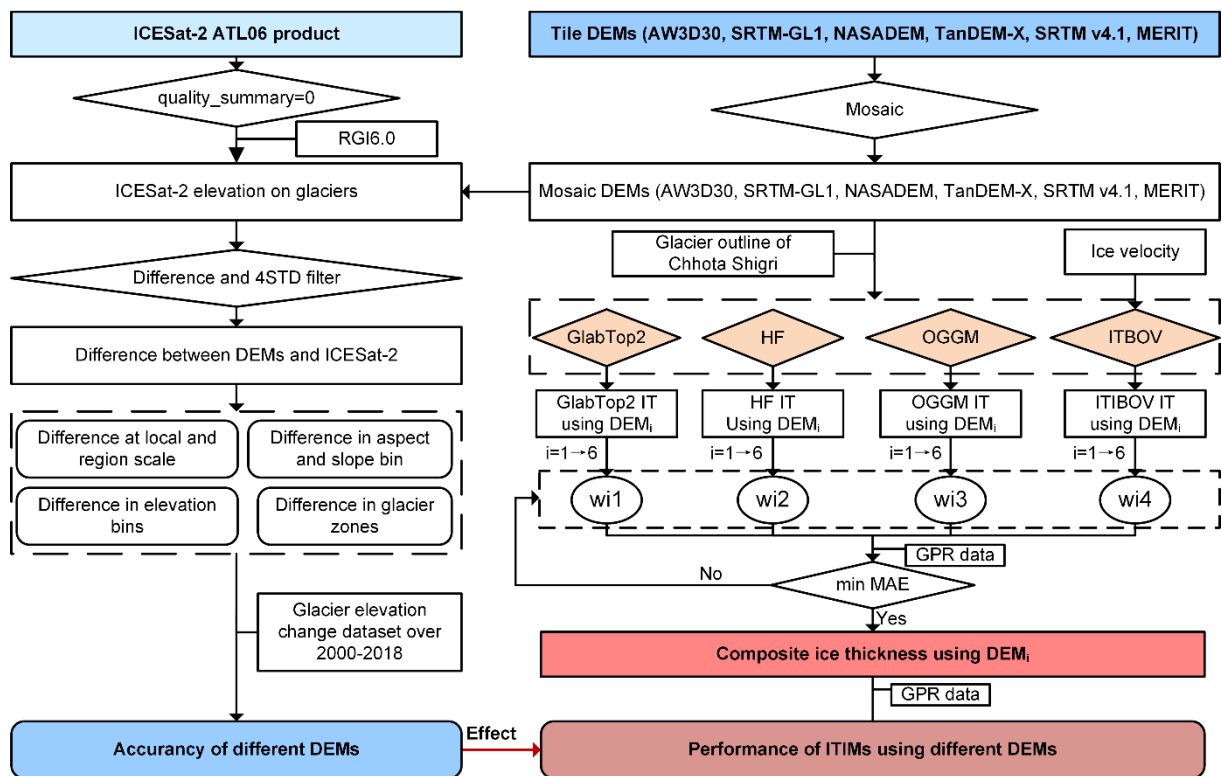 ICESat-2 ATL06 product
Tile DEMs (AW3D30, SRTM-GL1, NASADEM, TanDEM-X, SRTM v4.1, MERIT)
quality_summary=0
Mosaic
RGI6.0
ICESat-2 elevation on glaciers
Mosaic DEMs (AW3D30, SRTM-GL1, NASADEM, TanDEM-X, SRTM v4.1, MERIT)
Glacier outline of
Chhota Shigri
Ice velocity
Difference and 4STD filter
GlabTop2
HF
OGGM
ITBOV
Difference between DEMs and ICESat-2
GlabTop2 IT
using DEMi
HF IT
Using DEMi
OGGM IT
using DEMi
ITIBOV IT
using DEMi
Difference at local and
region scale
Difference in aspect
and slope bin
i=1→6
i=1→6
i=1→6
i=1→6
Difference in elevation
bins
Difference in glacier
zones
wi1
wi2
wi3
wi4
GPR data
No
min MAE
Yes
Glacier elevation
change dataset over
2000-2018
Composite ice thickness using DEMi
GPR data
Accurancy of different DEMs
Effect
Performance of ITIMs using different DEMs